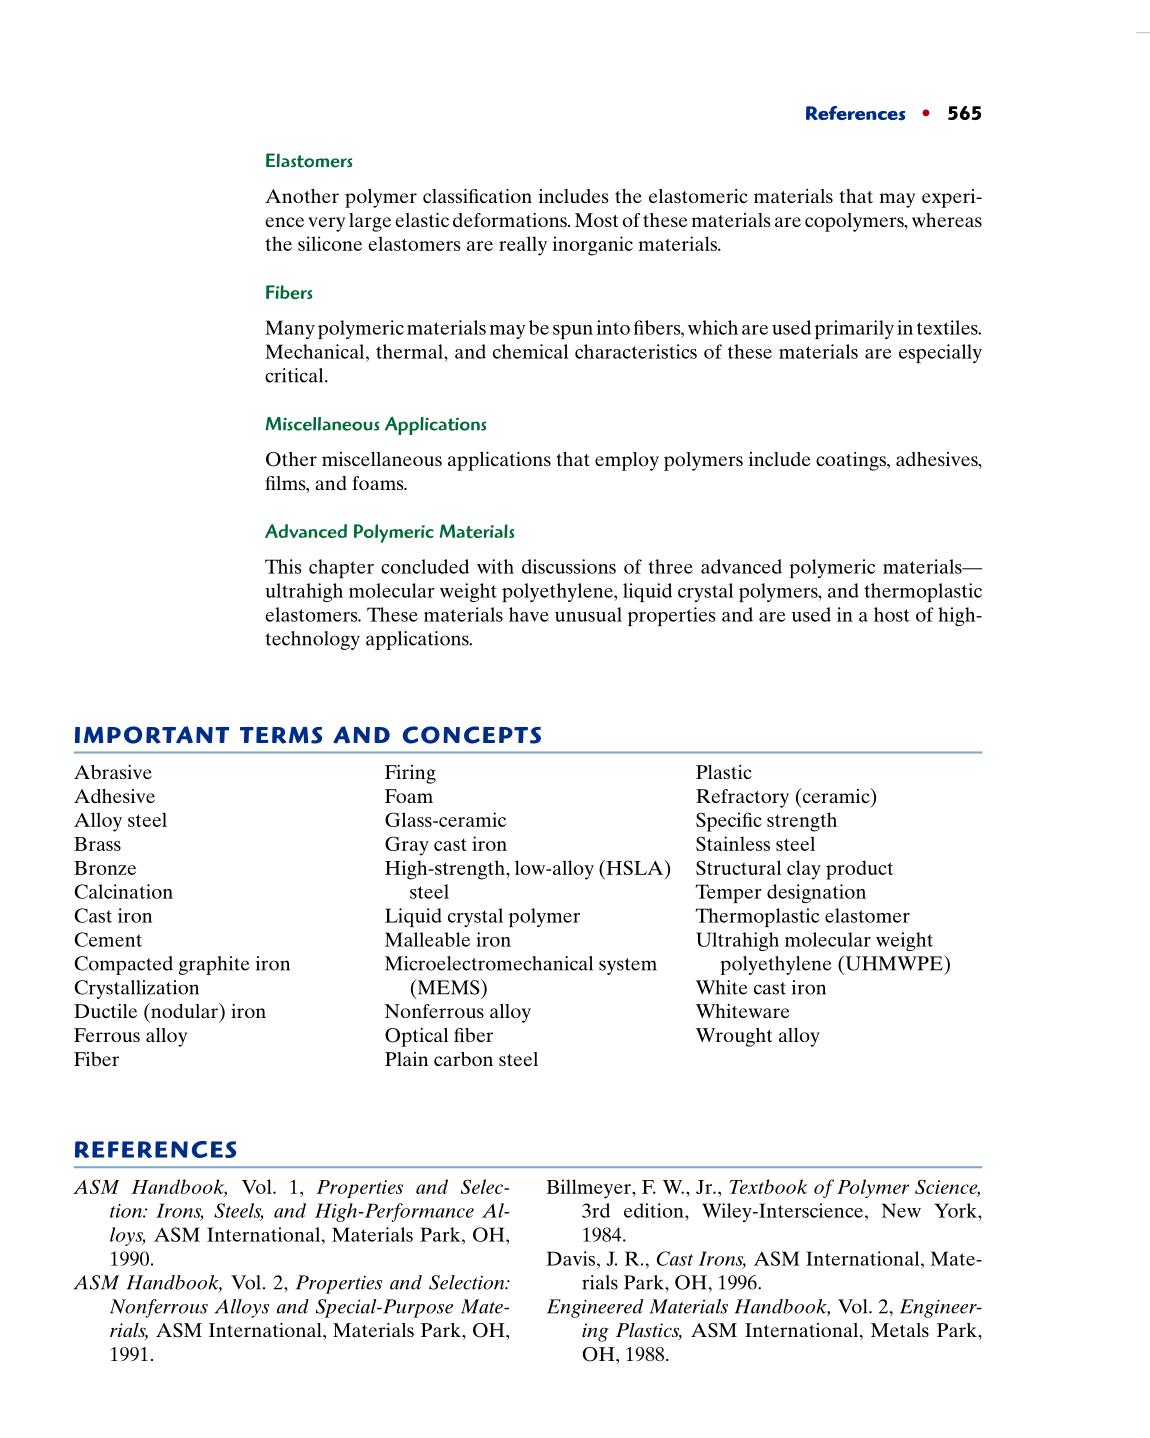 References • 565
Elastomers
Another polymer classification includes the elastomeric materials that may experi-
ence very large elastic deformations. Most of these materials are copolymers, whereas
the silicone elastomers are really inorganic materials.
Fibers
Many polymeric materials may be spun into fibers, which are used primarily in textiles.
Mechanical, thermal, and chemical characteristics of these materials are especially
critical.
Miscellaneous Applications
Other miscellaneous applications that employ polymers include coatings, adhesives,
films, and foams.
Advanced Polymeric Materials
This chapter concluded with discussions of three advanced polymeric materials—
ultrahigh molecular weight polyethylene, liquid crystal polymers, and thermoplastic
elastomers. These materials have unusual properties and are used in a host of high-
technology applications.
IMPORTANT TERMS AND CONCEPTS
Abrasive
Adhesive
Alloy steel
Brass
Bronze
Calcination
Cast iron
Cement
Compacted graphite iron
Crystallization
Ductile (nodular) iron
Ferrous alloy
Fiber
Firing
Foam
Glass-ceramic
Gray cast iron
High-strength, low-alloy (HSLA)
steel
Liquid crystal polymer
Malleable iron
Microelectromechanical system
(MEMS)
Nonferrous alloy
Optical fiber
Plain carbon steel
Plastic
Refractory (ceramic)
Specific strength
Stainless steel
Structural clay product
Temper designation
Thermoplastic elastomer
Ultrahigh molecular weight
polyethylene (UHMWPE)
White cast iron
Whiteware
Wrought alloy
REFERENCES
ASM Handbook, Vol. 1, Properties and Selec-
tion: Irons, Steels, and High-Performance Al-
loys, ASM International, Materials Park, OH,
1990.
ASM Handbook, Vol. 2, Properties and Selection:
Nonferrous Alloys and Special-Purpose Mate-
rials, ASM International, Materials Park, OH,
1991.
Billmeyer, F. W., Jr., Textbook of Polymer Science,
3rd edition, Wiley-Interscience, New York,
1984.
Davis, J. R., Cast Irons, ASM International, Mate-
rials Park, OH, 1996.
Engineered Materials Handbook, Vol. 2, Engineer-
ing Plastics, ASM International, Metals Park,
OH, 1988.